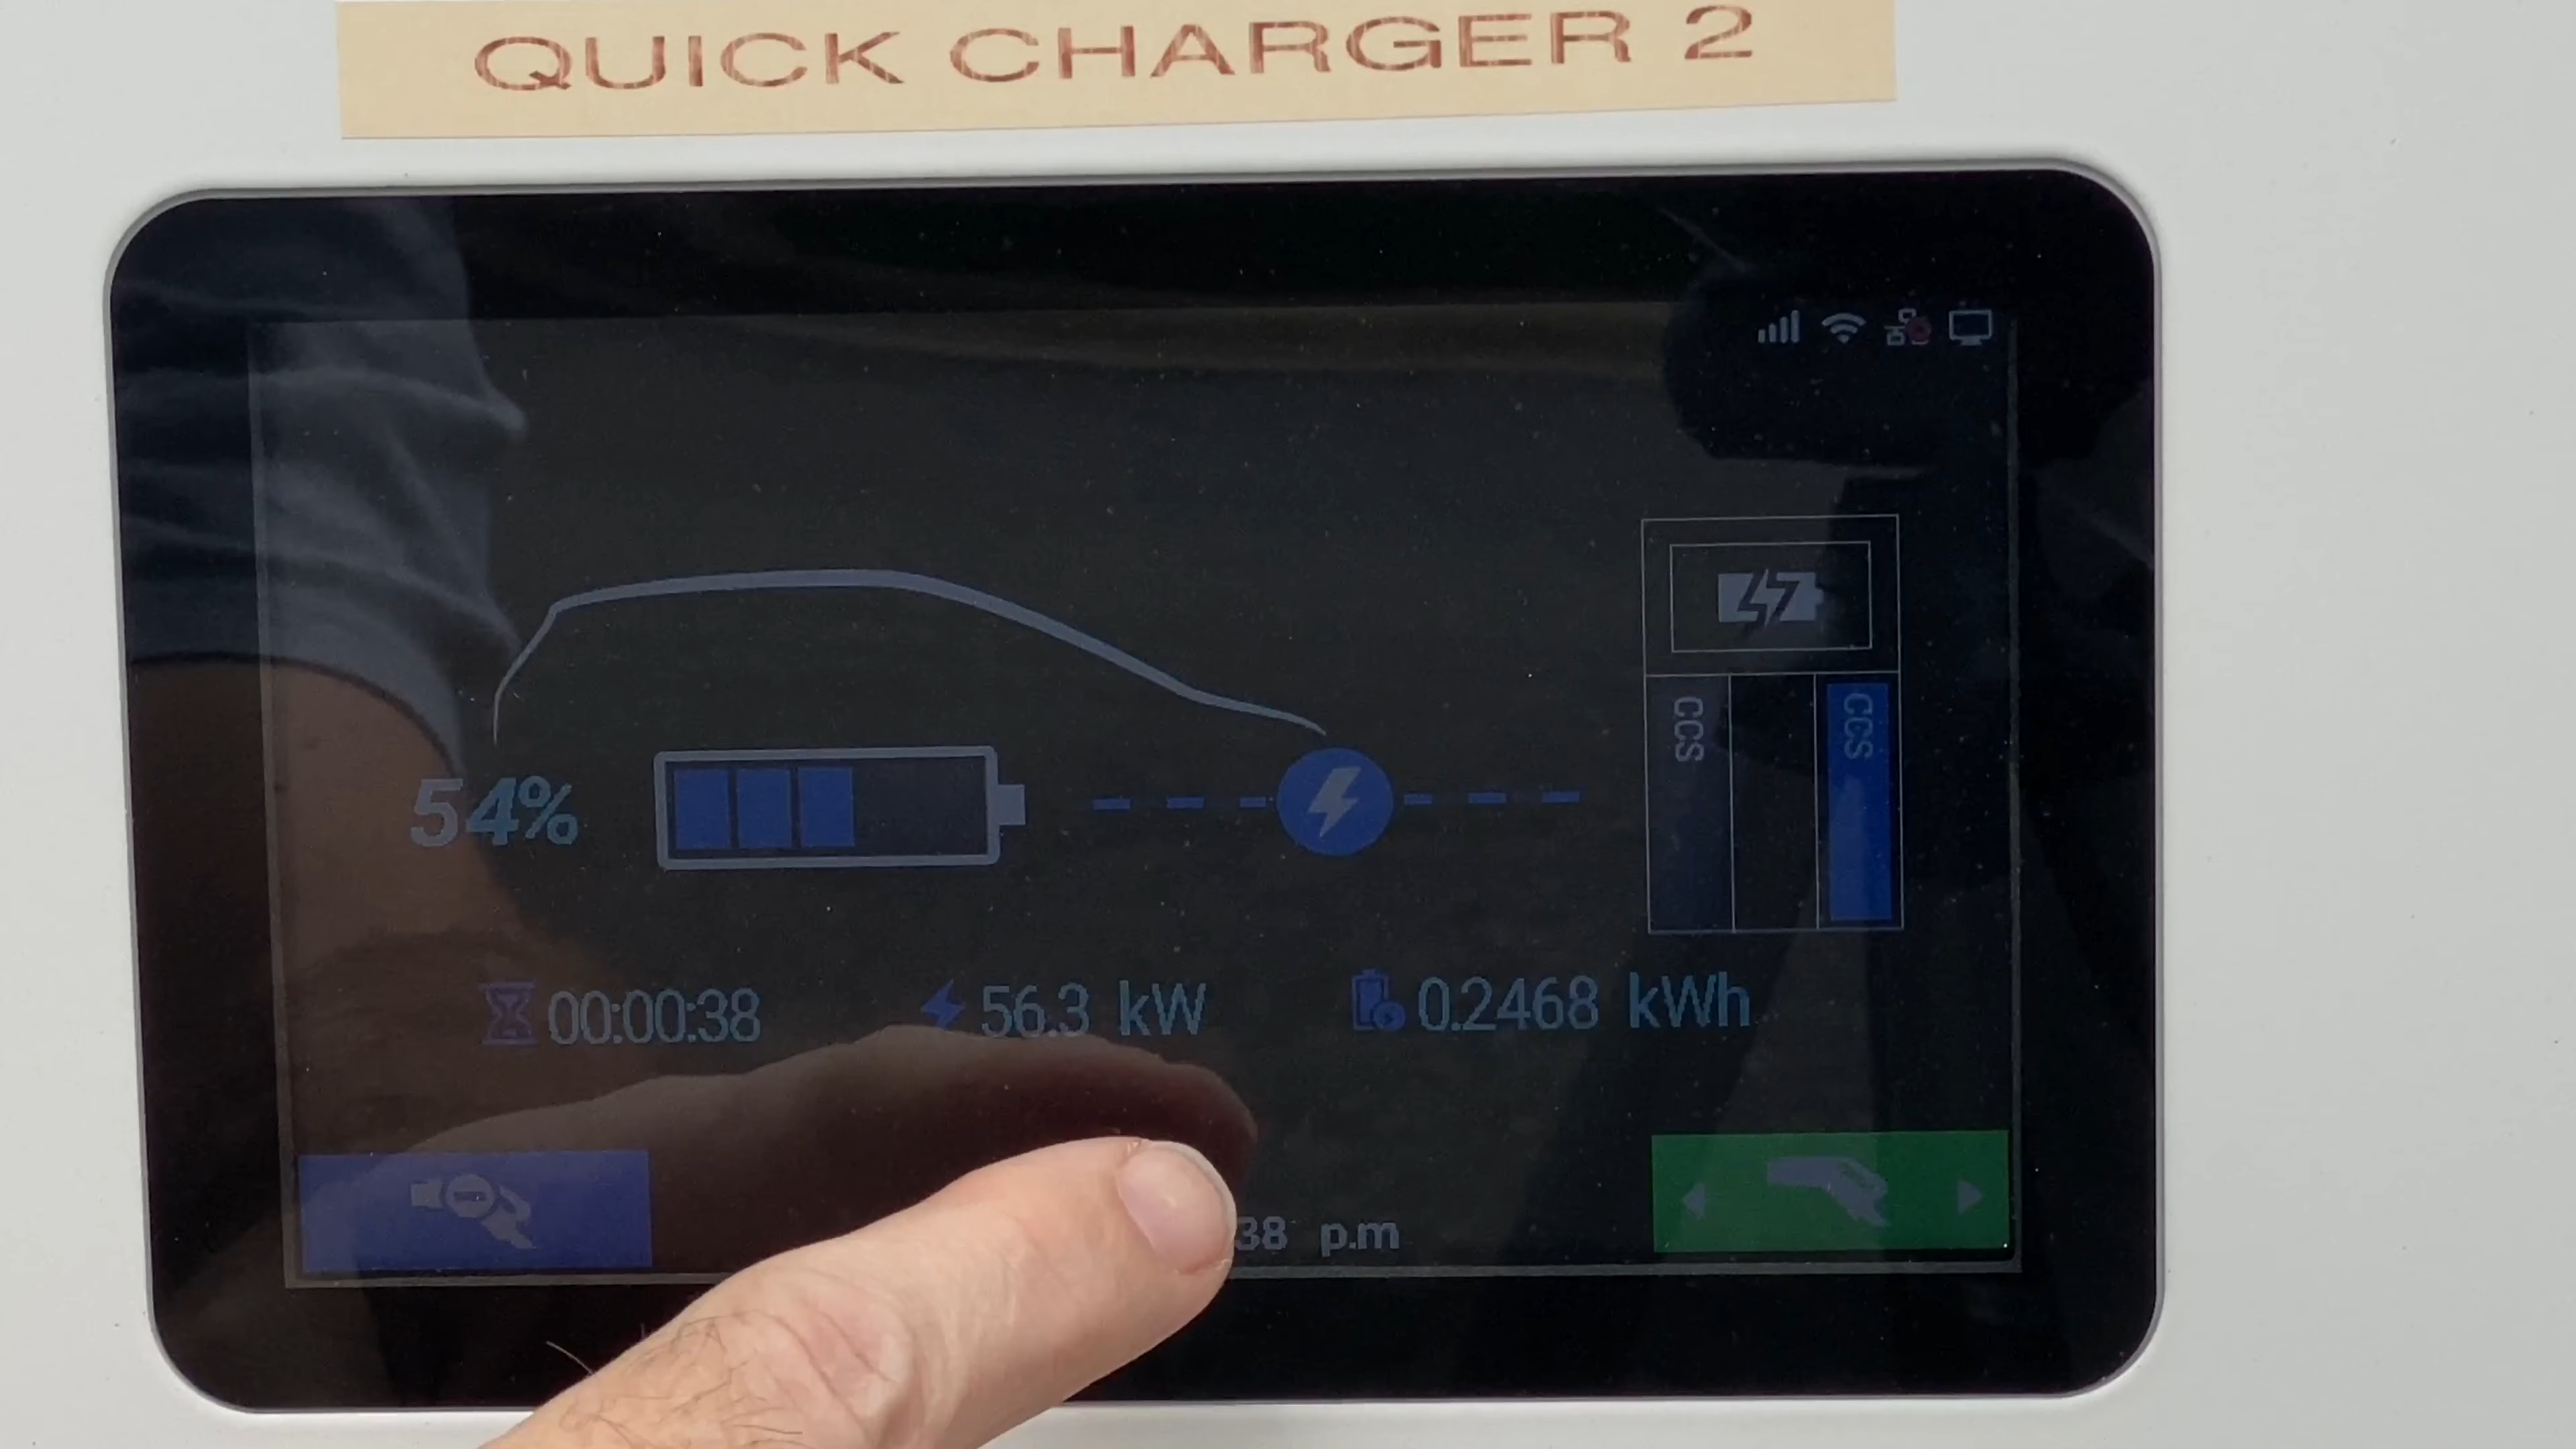 QUICK CHARGER 2
CCS CCS
54%
00:00:38 56.3 kW 0.2468 kWh
38 p.m